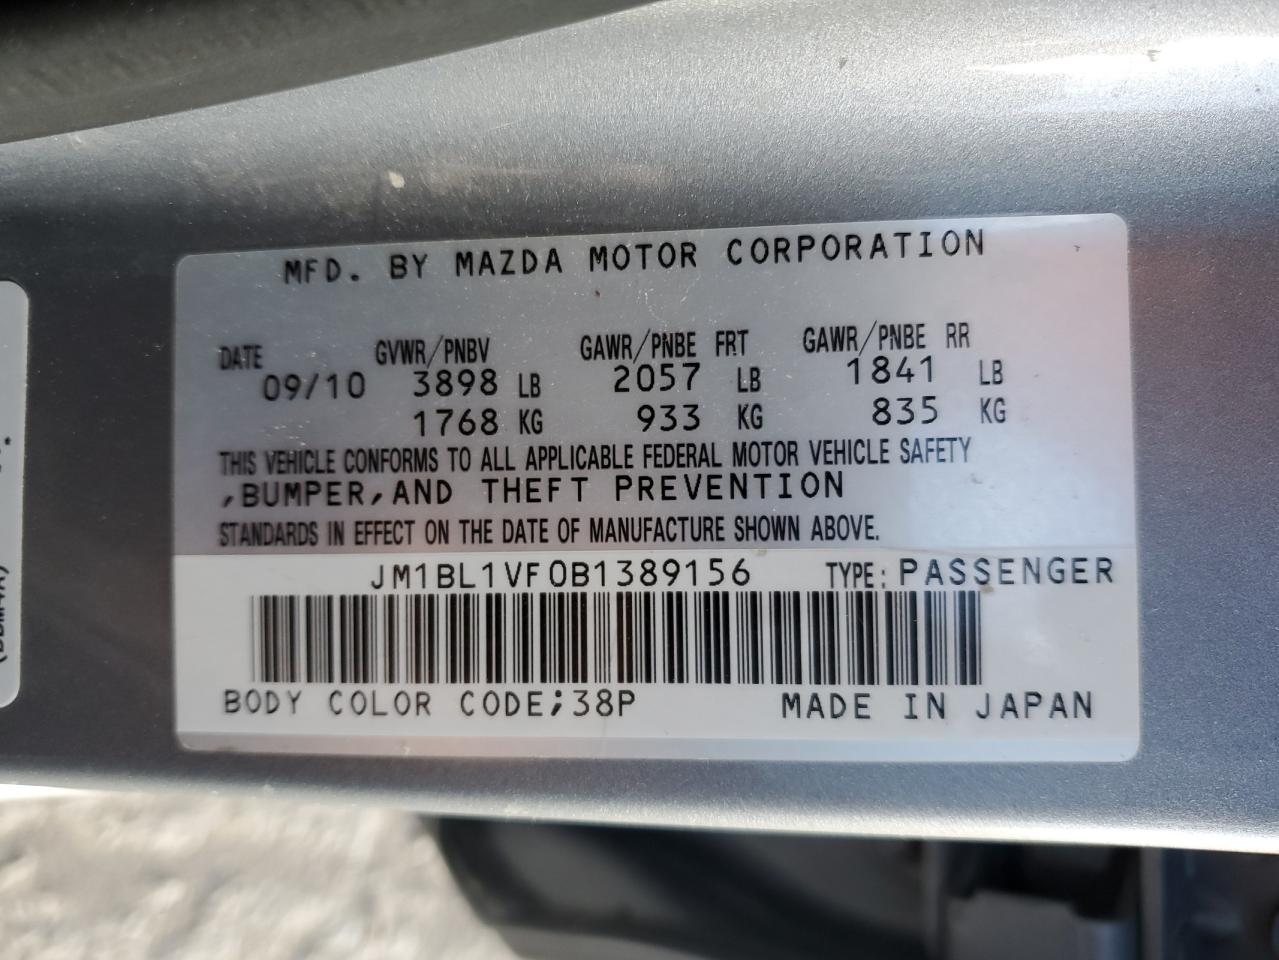 MFD. BY MAZDA MOTOR CORPORATION
DATE GVWR/PNBV GAWR/PNBE FRT GAWR/PNBE RR
09/10 3898 LB 2057 LB 1841 LB
1768 KG 933 KG 835 KG
THIS VEHICLE CONFORMS TO ALL APPLICABLE FEDERAL MOTOR VEHICLE SAFETY
,BUMPER,AND THEFT PREVENTION
STANDARDS IN EFFECT ON THE DATE OF MANUFACTURE SHOWN ABOVE.
JM1BL1VF0B1389156 TYPE: PASSENGER
BODY COLOR CODE;38P MADE IN JAPAN